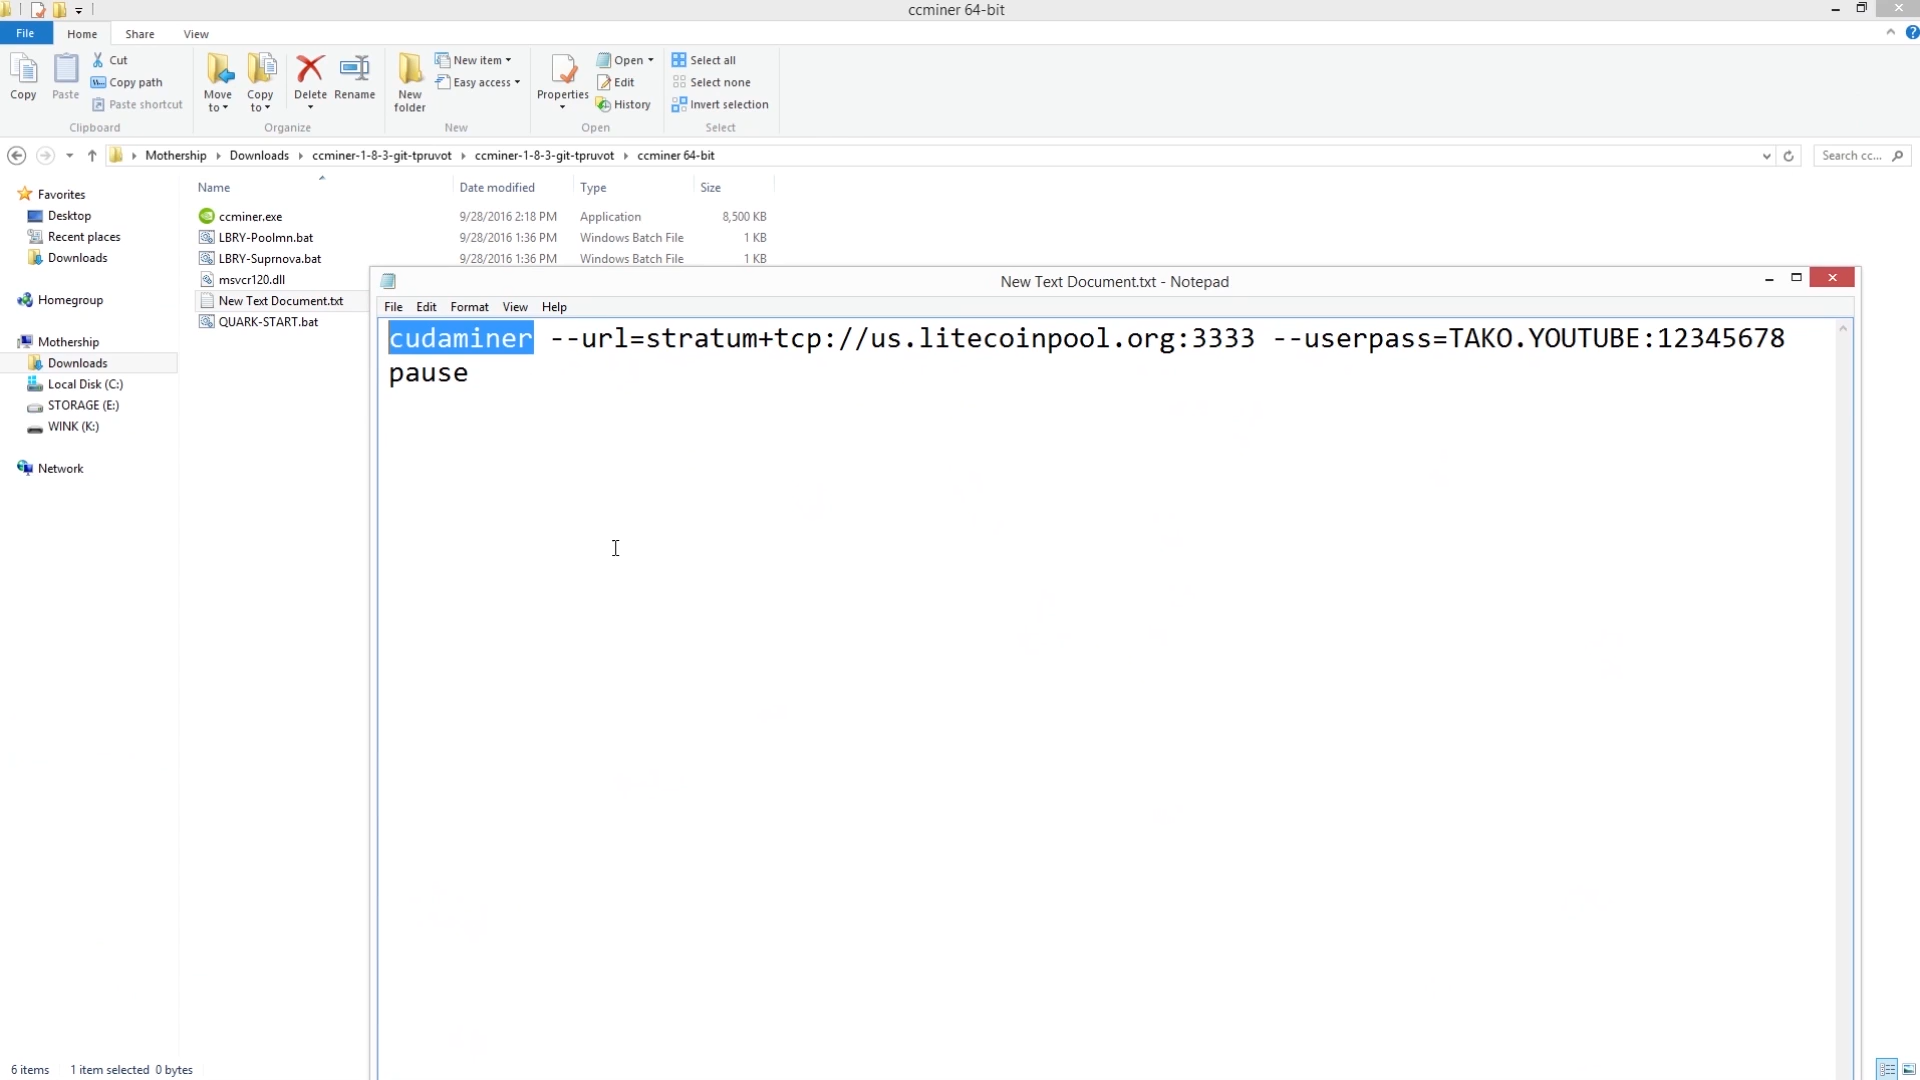 ccminer 64-bit
File Home Share View
Copy
Paste
Cut
Copy path
Paste shortcut
Clipboard
Move to
Copy to
Delete
Rename
Organize
New folder
New item
Easy access
New
Properties
Open
Edit
History
Open
Select all
Select none
Invert selection
Select
Mothership Downloads ccminer-1-8-3-git-tpruvot ccminer-1-8-3-git-tpruvot ccminer 64-bit
Search cc...
Favorites
Desktop
Recent places
Downloads
Homegroup
Mothership
Downloads
Local Disk (C:)
STORAGE (E:)
WINK (K:)
Network
Name Date modified Type Size
ccminer.exe 9/28/2016 2:18 PM Application 8,500 KB
LBRY-Poolmn.bat 9/28/2016 1:36 PM Windows Batch File 1 KB
LBRY-Suprnova.bat 9/28/2016 1:36 PM Windows Batch File 1 KB
msvcr120.dll
New Text Document.txt
QUARK-START.bat
New Text Document.txt - Notepad
File Edit Format View Help
cudaminer --url=stratum+tcp://us.litecoinpool.org:3333 --userpass=TAKO.YOUTUBE:12345678
pause
6 items 1 item selected 0 bytes